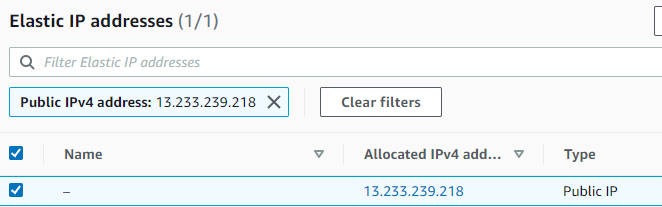 Elastic IP addresses (1/1)
Filter Elastic IP addresses
Public IPv4 address: 13.233.239.218
Clear filters
Name Allocated IPv4 add... Type
– 13.233.239.218 Public IP